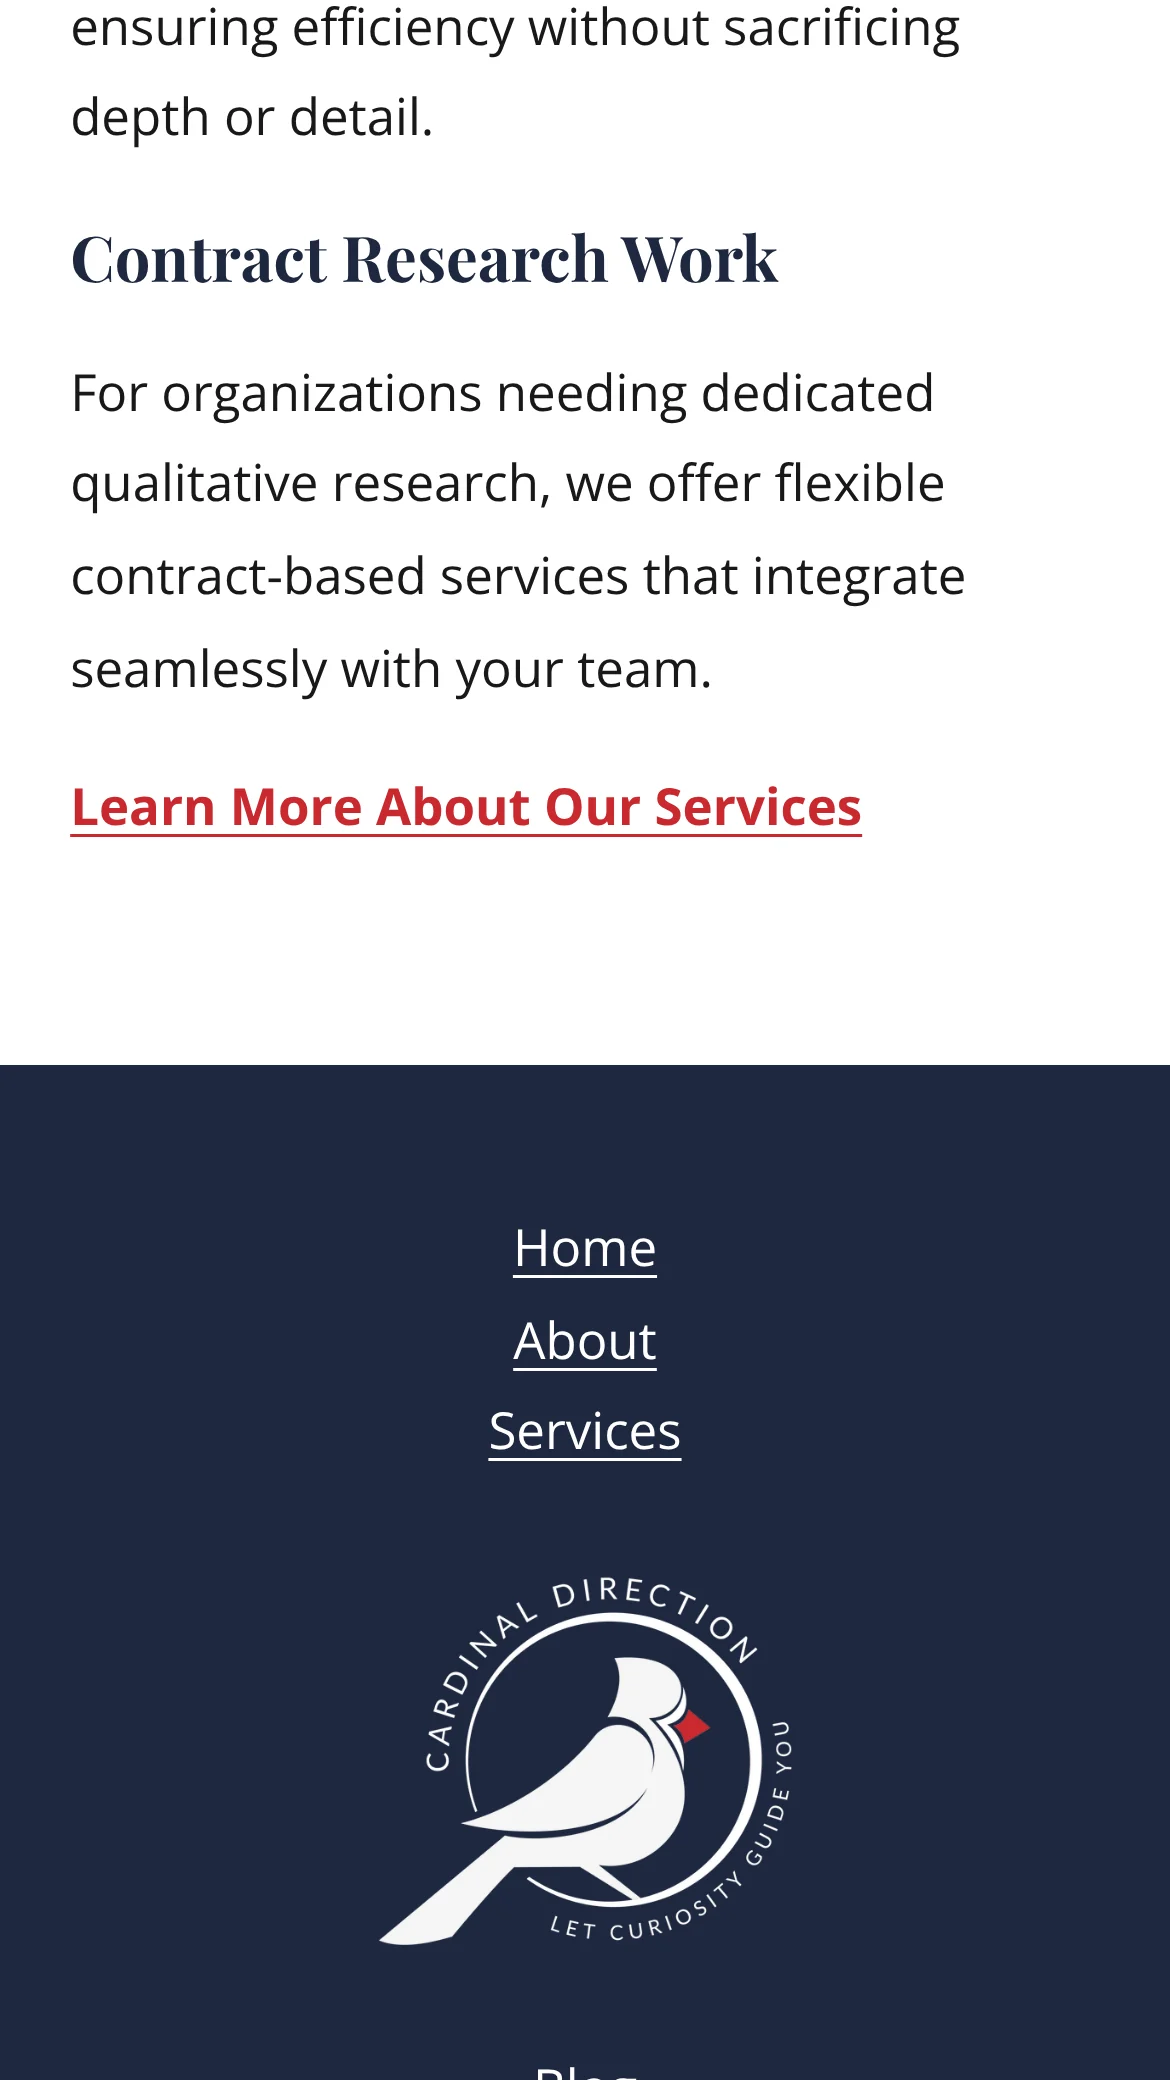 ensuring efficiency without sacrificing
depth or detail.
Contract Research Work
For organizations needing dedicated
qualitative research, we offer flexible
contract-based services that integrate
seamlessly with your team.
Learn More About Our Services
Home
About
Services
CARDINAL DIRECTION
LET CURIOSITY GUIDE YOU
Blog